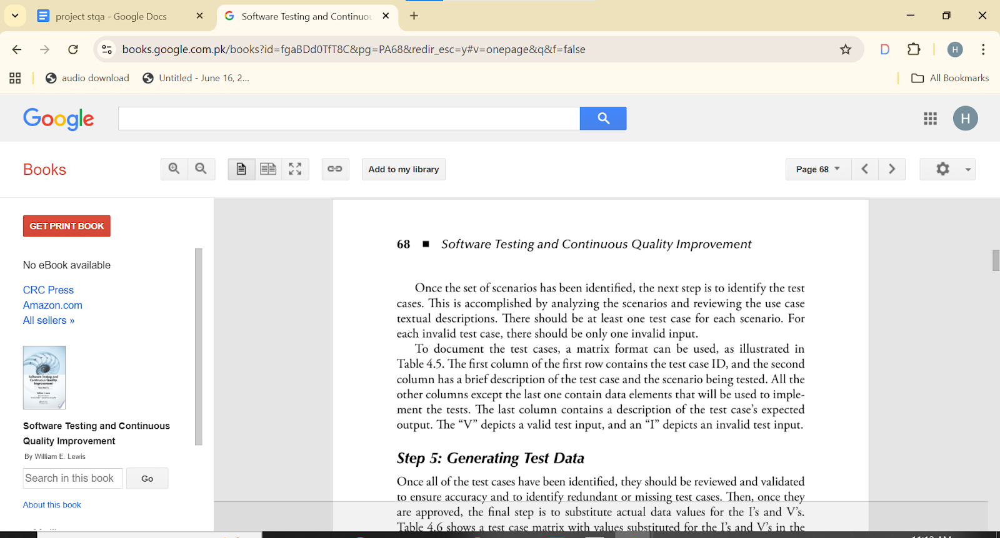 project stqa - Google Docs
Software Testing and Continuo
books.google.com.pk/books?id=fgaBDd0TfT8C&pg=PA68&redir_esc=y#v=onepage&q&f=false
D
H
audio download
Untitled - June 16, 2...
All Bookmarks
Google
H
Books
Add to my library
Page 68
GET PRINT BOOK
No eBook available
CRC Press
Amazon.com
All sellers »
Software Testing and
Continuous Quality
Improvement
Software Testing and Continuous
Quality Improvement
By William E. Lewis
Search in this book
Go
About this book
68 ■ Software Testing and Continuous Quality Improvement
Once the set of scenarios has been identified, the next step is to identify the test
cases. This is accomplished by analyzing the scenarios and reviewing the use case
textual descriptions. There should be at least one test case for each scenario. For
each invalid test case, there should be only one invalid input.
To document the test cases, a matrix format can be used, as illustrated in
Table 4.5. The first column of the first row contains the test case ID, and the second
column has a brief description of the test case and the scenario being tested. All the
other columns except the last one contain data elements that will be used to imple-
ment the tests. The last column contains a description of the test case’s expected
output. The “V” depicts a valid test input, and an “I” depicts an invalid test input.
Step 5: Generating Test Data
Once all of the test cases have been identified, they should be reviewed and validated
to ensure accuracy and to identify redundant or missing test cases. Then, once they
are approved, the final step is to substitute actual data values for the I’s and V’s.
Table 4.6 shows a test case matrix with values substituted for the I’s and V’s in the